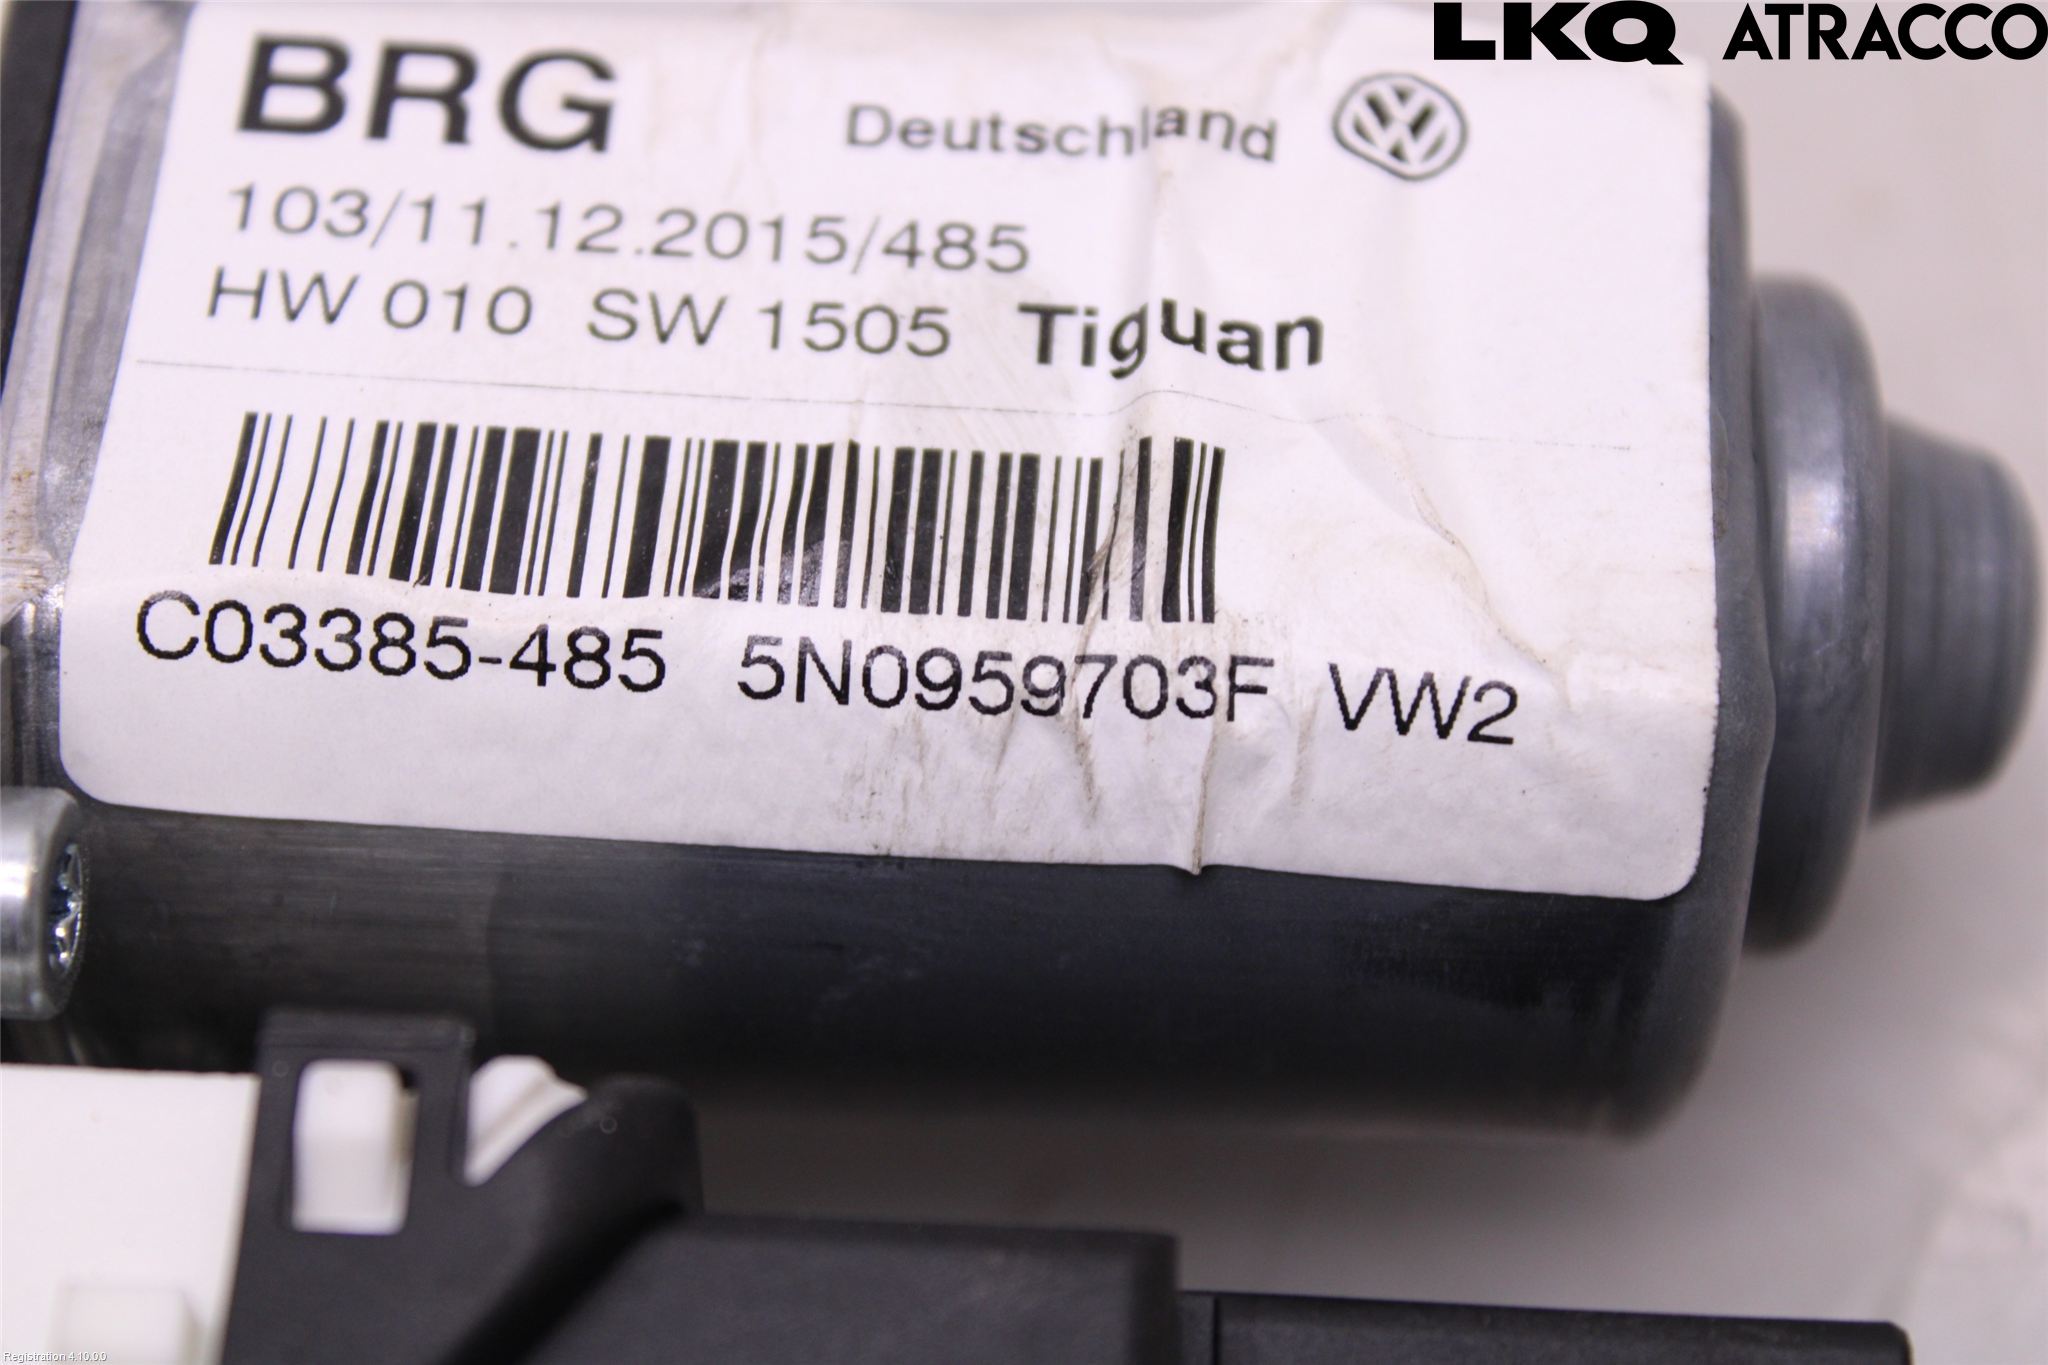 LKQ ATRACCO
BRG Deutschland
103/11.12.2015/485
HW 010 SW 1505 Tiguan
C03385-485 5N0959703F VW2
Registration 4.10.0.0